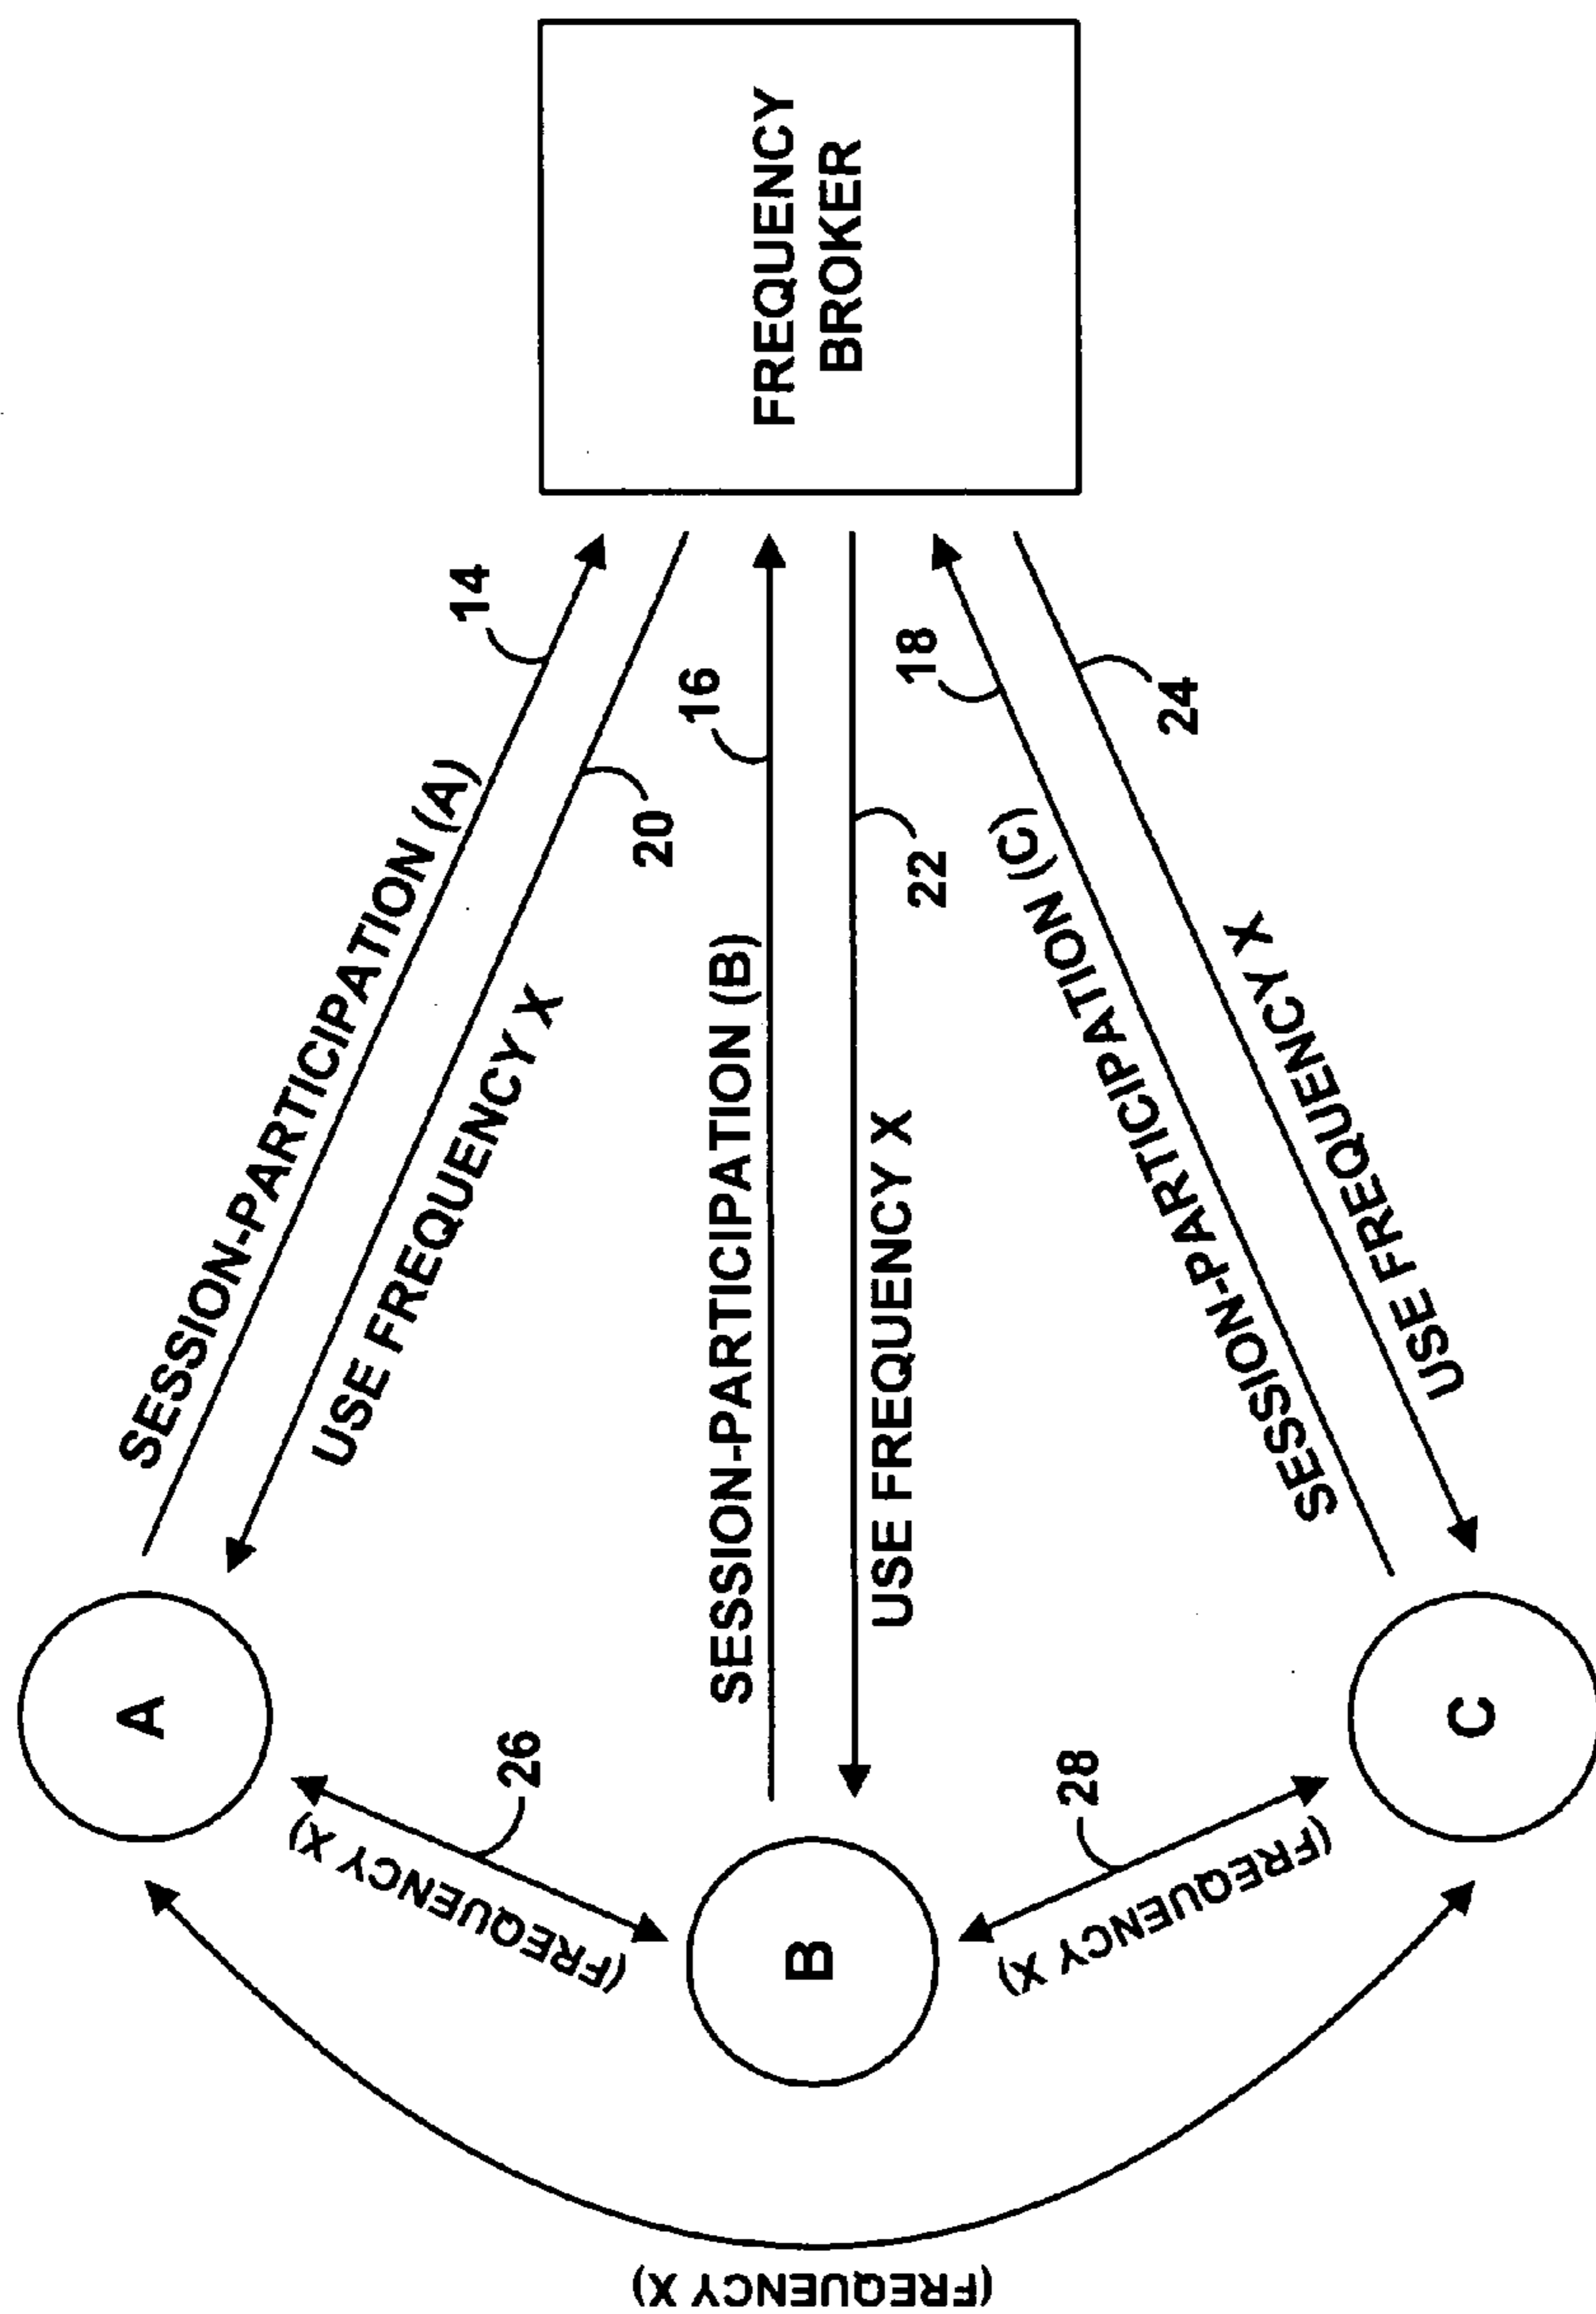 FREQUENCY
BROKER
14
SESSION-PARTICIPATION (A)
20
USE FREQUENCY X
16
SESSION-PARTICIPATION (B)
22
USE FREQUENCY X
18
SESSION-PARTICIPATION (C)
24
USE FREQUENCY X
A
26
(FREQUENCY X)
B
28
(FREQUENCY X)
C
(FREQUENCY X)